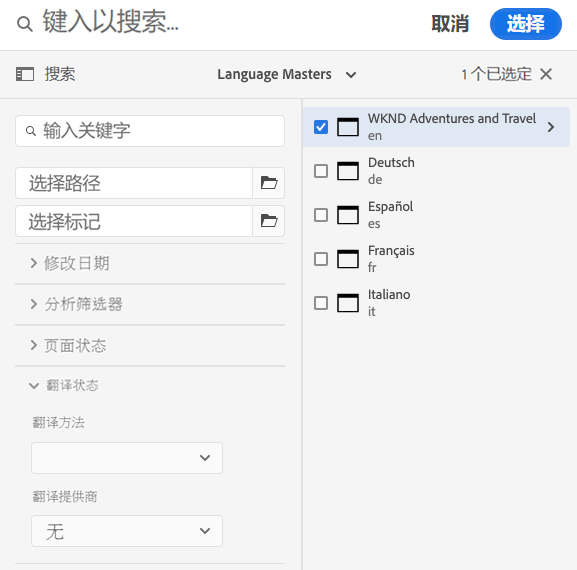 键入以搜索...
取消
选择
搜索
Language Masters
1 个已选定
输入关键字
选择路径
选择标记
修改日期
分析筛选器
页面状态
翻译状态
翻译方法
翻译提供商
无
WKND Adventures and Travel
en
Deutsch
de
Español
es
Français
fr
Italiano
it